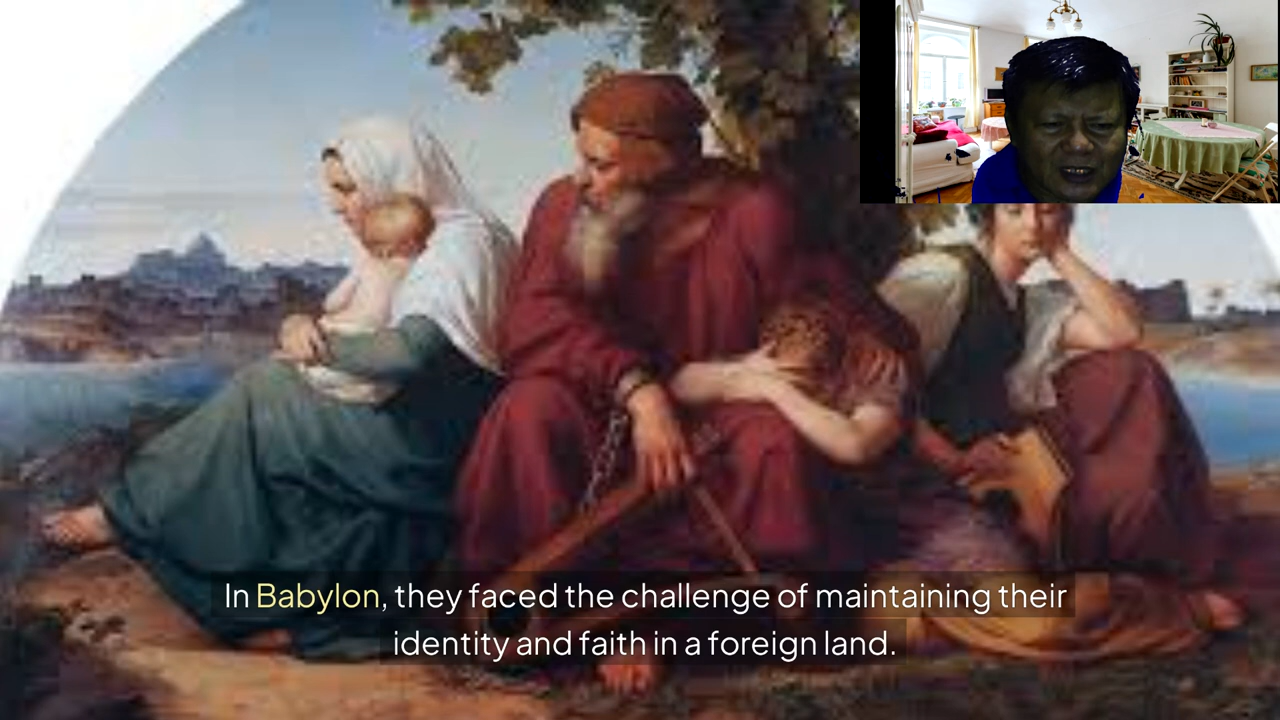 In Babylon, they faced the challenge of maintaining their
identity and faith in a foreign land.